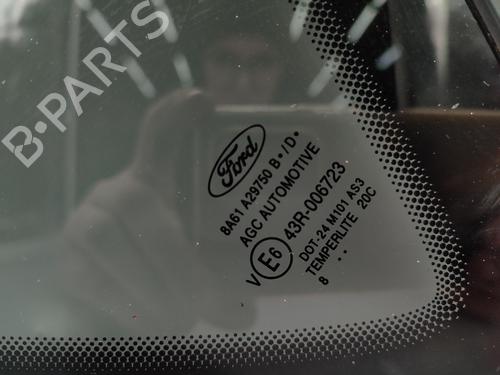 B-PARTS
Ford
8A61 A29750 B•/D•
AGC AUTOMOTIVE
V E6 43R-006723
DOT-24 M101 AS3
TEMPERLITE 20C
8 ..